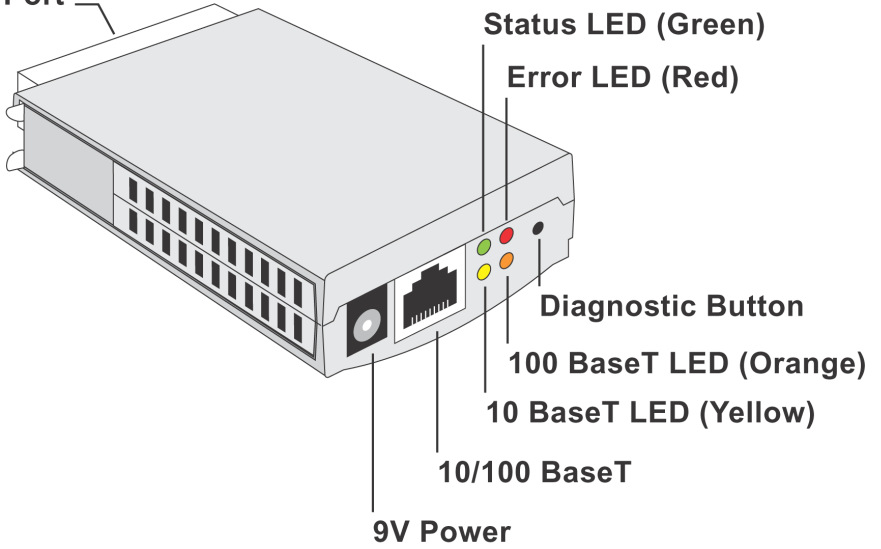 Port
Status LED (Green)
Error LED (Red)
Diagnostic Button
100 BaseT LED (Orange)
10 BaseT LED (Yellow)
10/100 BaseT
9V Power